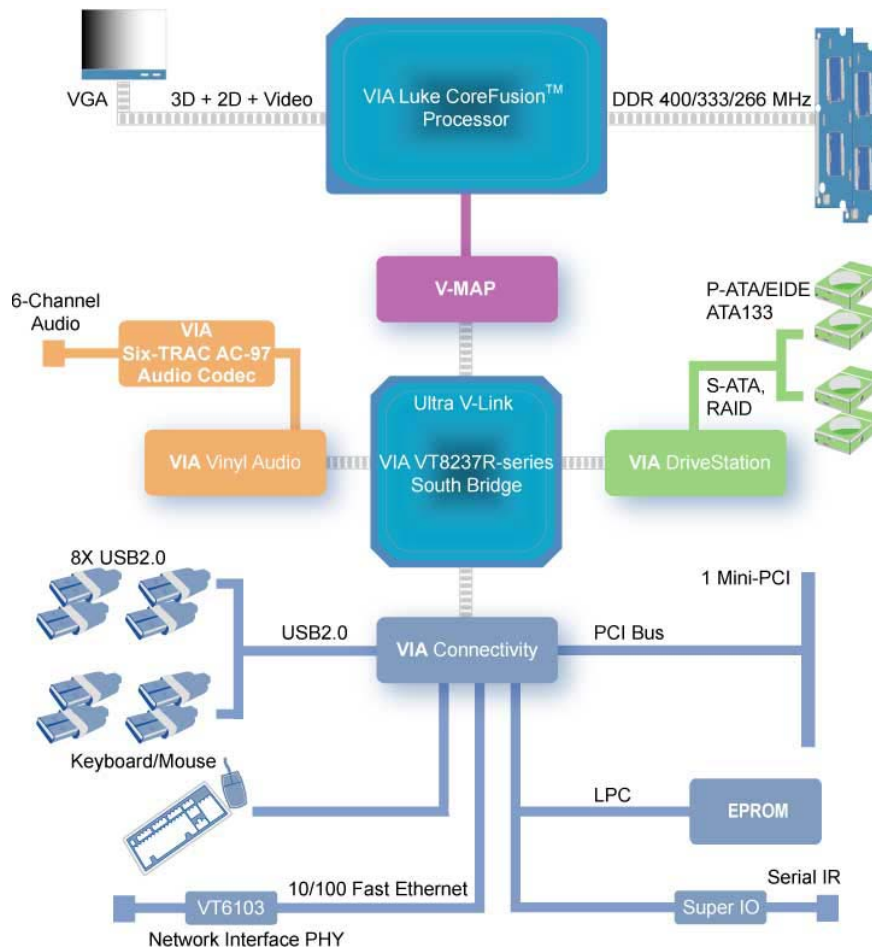 VGA
3D + 2D + Video
VIA Luke CoreFusion™
Processor
DDR 400/333/266 MHz
V-MAP
6-Channel
Audio
VIA
Six-TRAC AC-97
Audio Codec
P-ATA/EIDE
ATA133
S-ATA,
RAID
Ultra V-Link
VIA VT8237R-series
South Bridge
VIA Vinyl Audio
VIA DriveStation
8X USB2.0
1 Mini-PCI
USB2.0
VIA Connectivity
PCI Bus
Keyboard/Mouse
LPC
EPROM
10/100 Fast Ethernet
Serial IR
VT6103
Super IO
Network Interface PHY